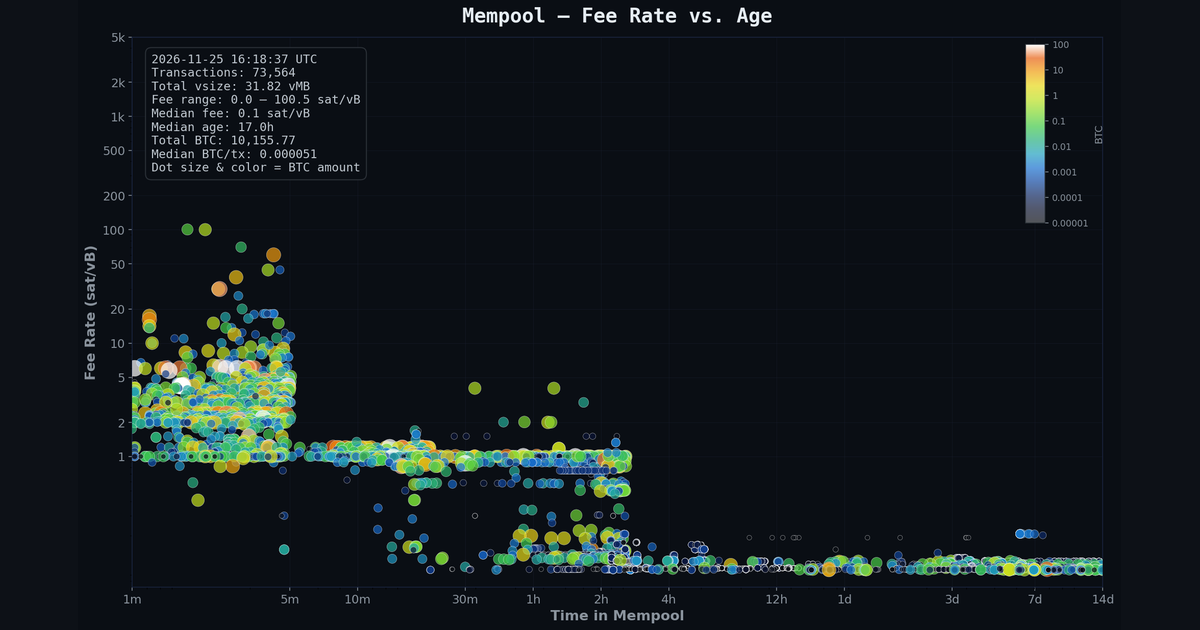 Mempool — Fee Rate vs. Age
5k
2k
1k
500
200
100
50
20
10
5
2
1
Fee Rate (sat/vB)
2026-11-25 16:18:37 UTC
Transactions: 73,564
Total vsize: 31.82 vMB
Fee range: 0.0 — 100.5 sat/vB
Median fee: 0.1 sat/vB
Median age: 17.0h
Total BTC: 10,155.77
Median BTC/tx: 0.000051
Dot size & color = BTC amount
100
10
1
0.1
0.01
0.001
0.0001
0.00001
BTC
1m 5m 10m 30m 1h 2h 4h 12h 1d 3d 7d 14d
Time in Mempool